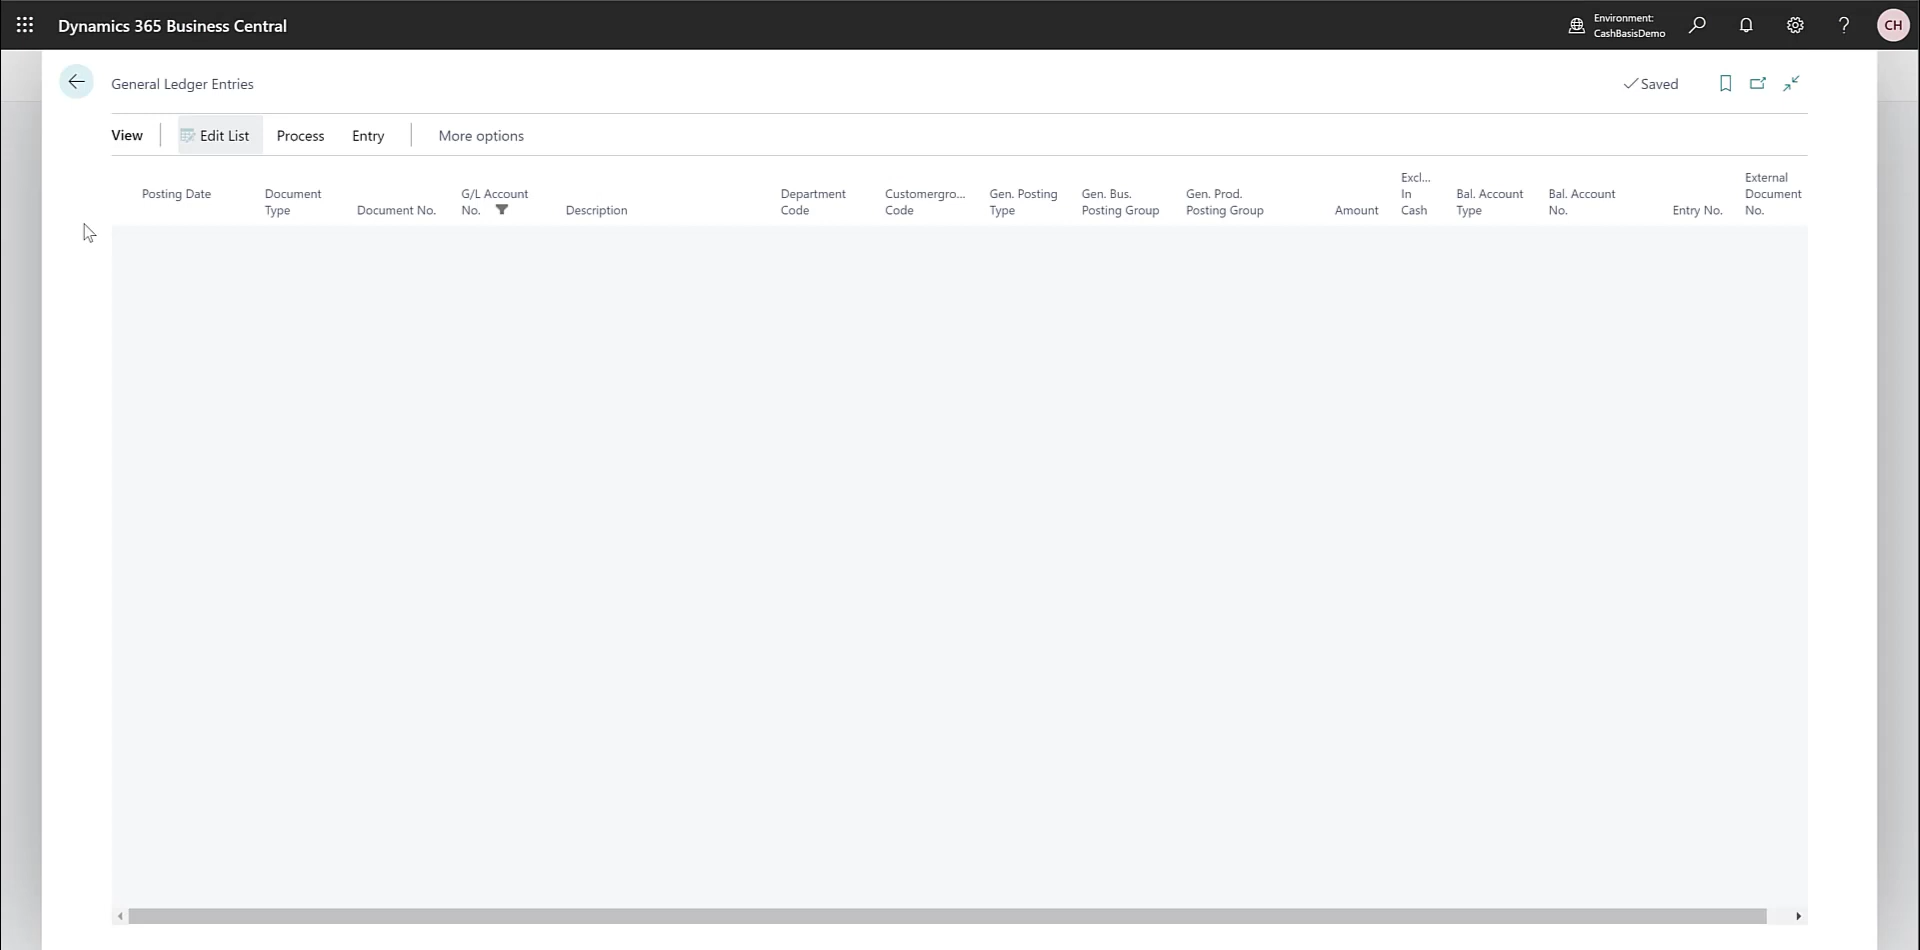 Dynamics 365 Business Central
Environment:
CashBasisDemo
?
CH
General Ledger Entries
Saved
View
Edit List
Process
Entry
More options
Posting Date
Document
Type
Document No.
G/L Account
No.
Description
Department
Code
Customergro...
Code
Gen. Posting
Type
Gen. Bus.
Posting Group
Gen. Prod.
Posting Group
Amount
Excl...
In
Cash
Bal. Account
Type
Bal. Account
No.
Entry No.
External
Document
No.